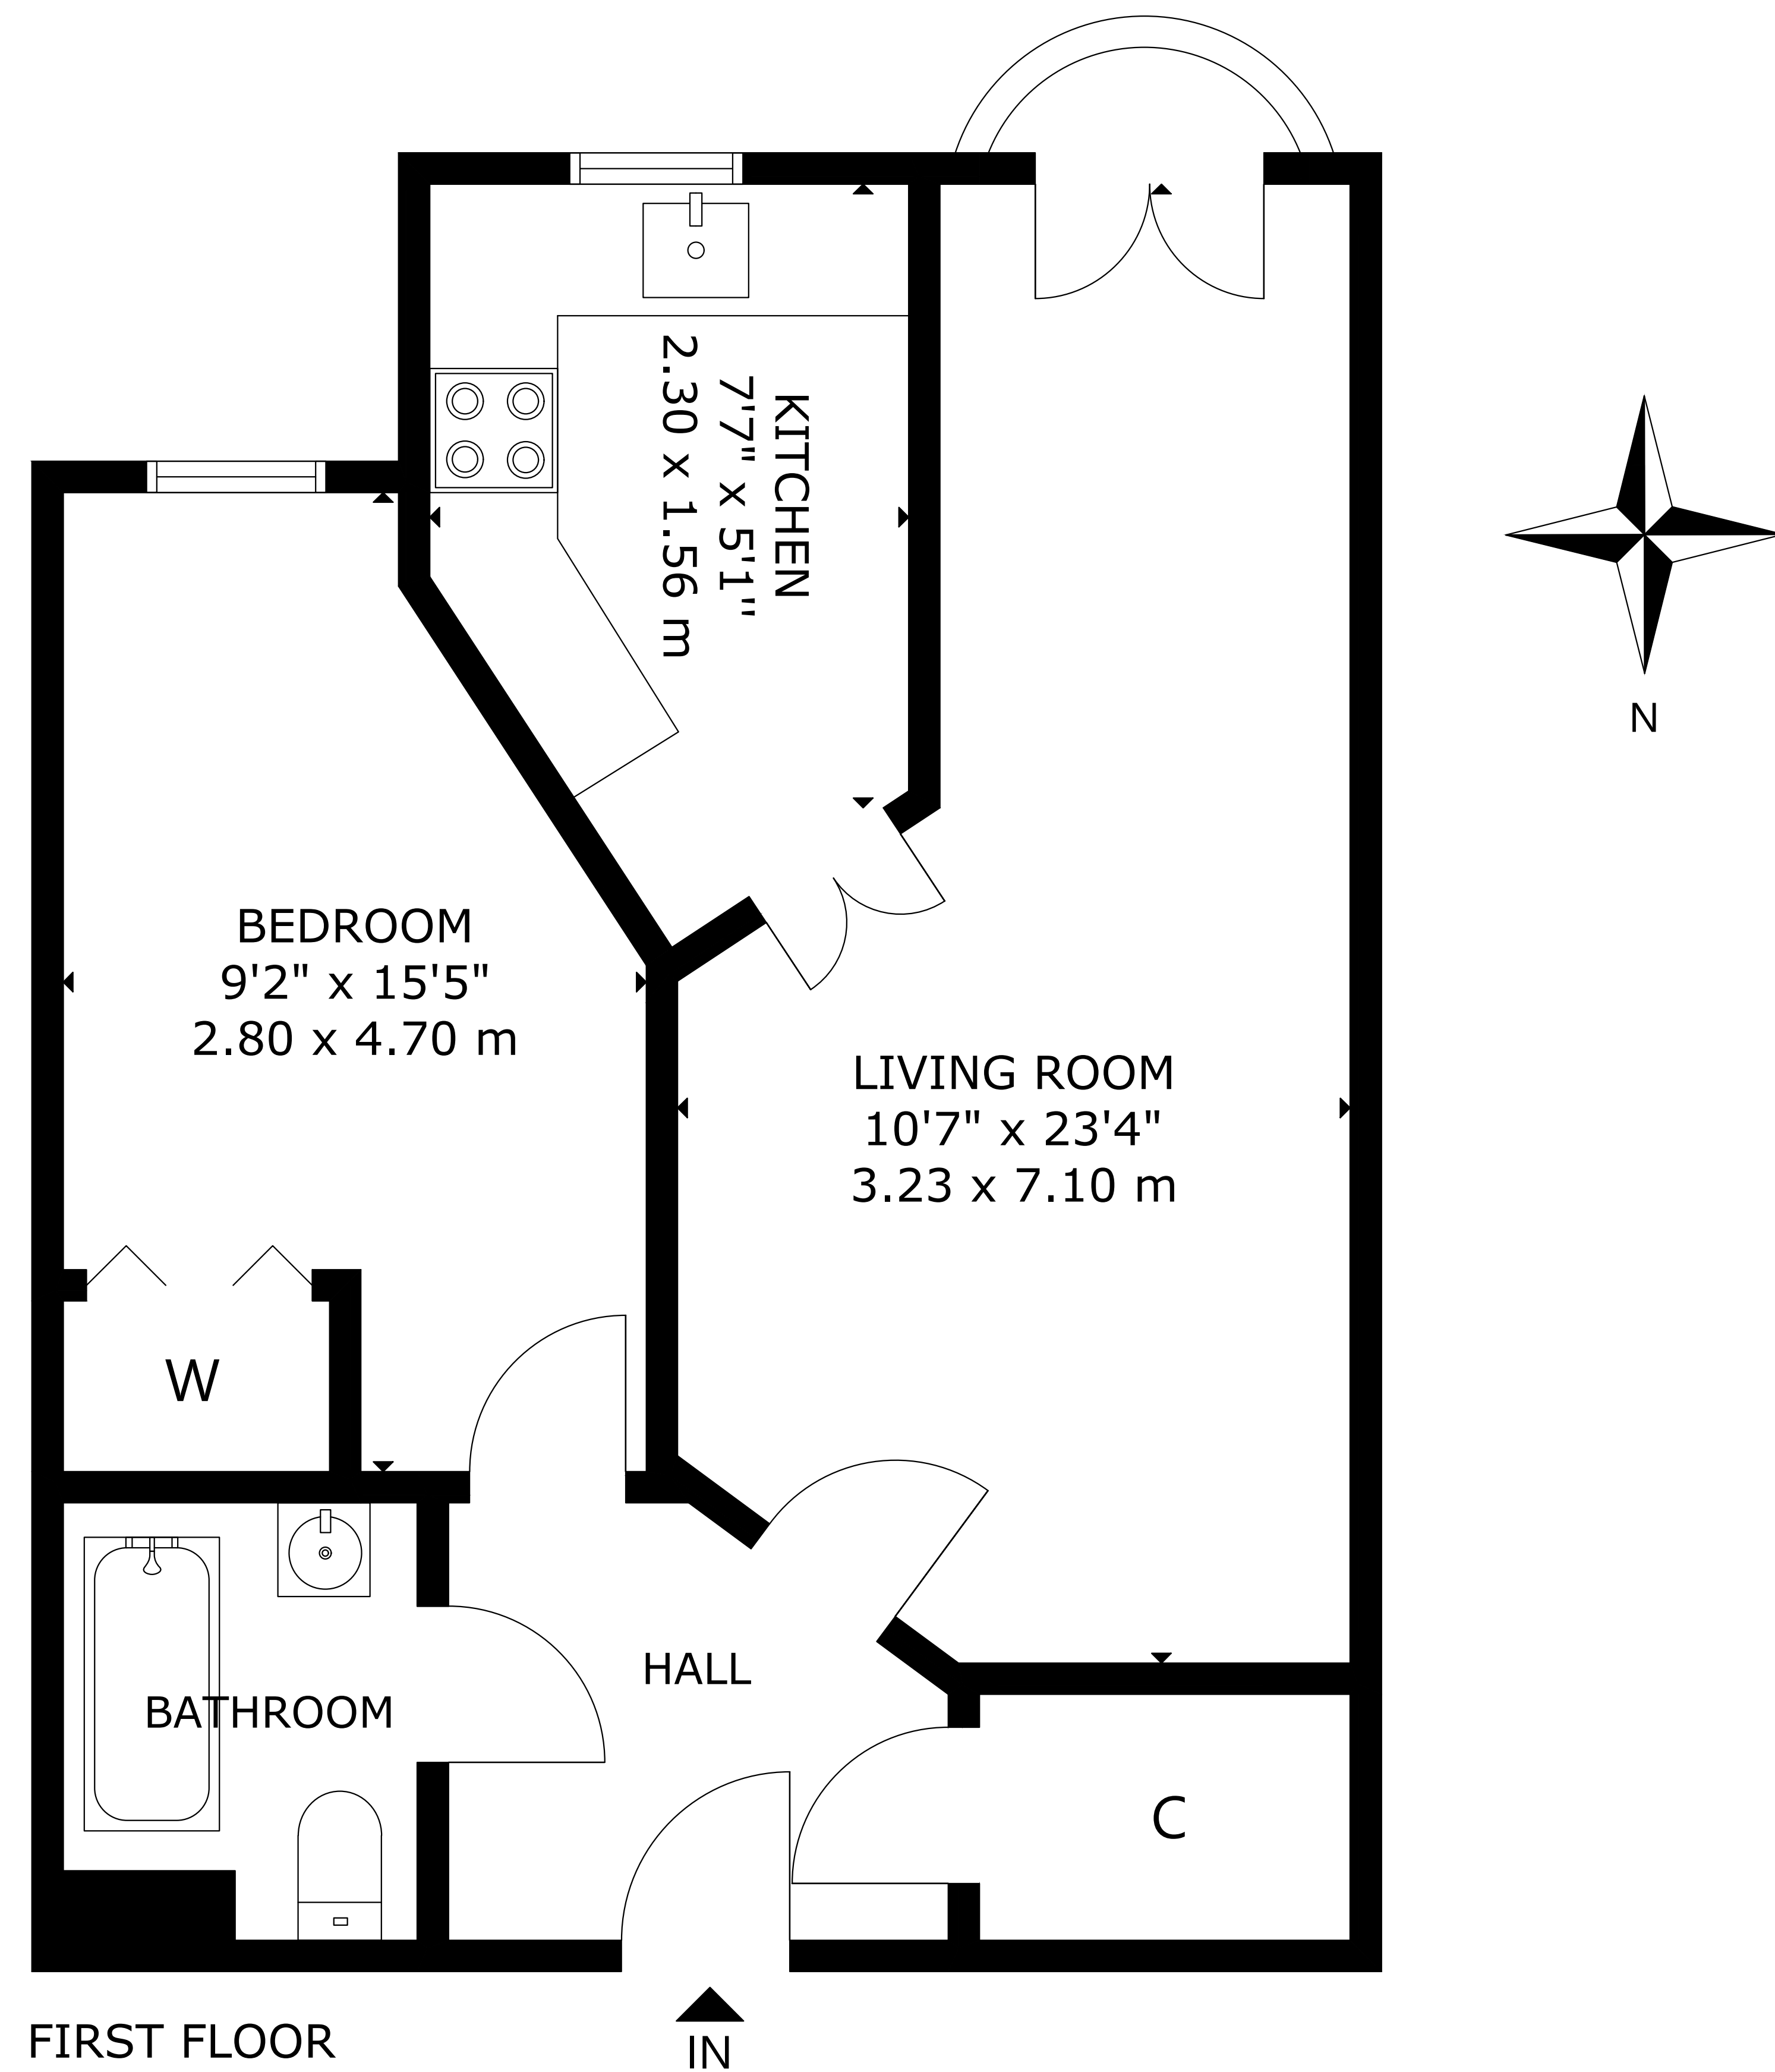 KITCHEN
7'7" x 5'1"
2.30 x 1.56 m
N
BEDROOM
9'2" x 15'5"
2.80 x 4.70 m
LIVING ROOM
10'7" x 23'4"
3.23 x 7.10 m
W
HALL
BATHROOM
C
FIRST FLOOR
IN